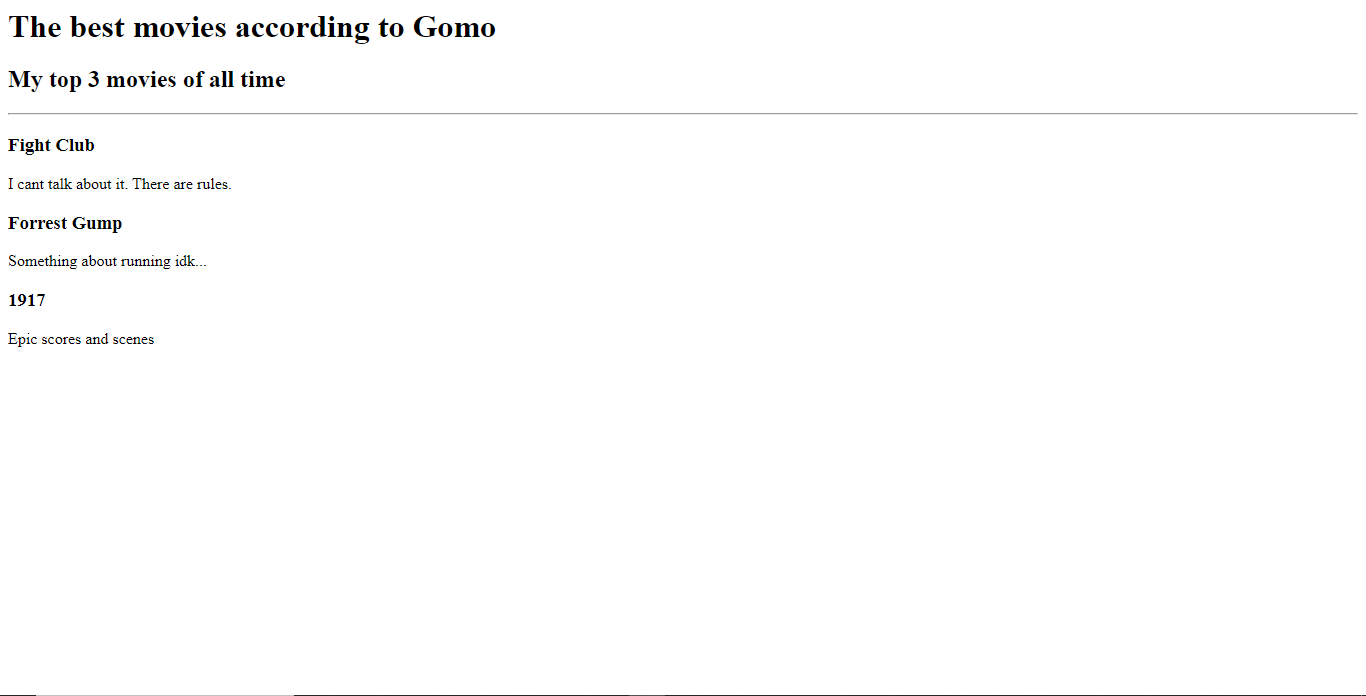 The best movies according to Gomo
My top 3 movies of all time
Fight Club
I cant talk about it. There are rules.
Forrest Gump
Something about running idk...
1917
Epic scores and scenes